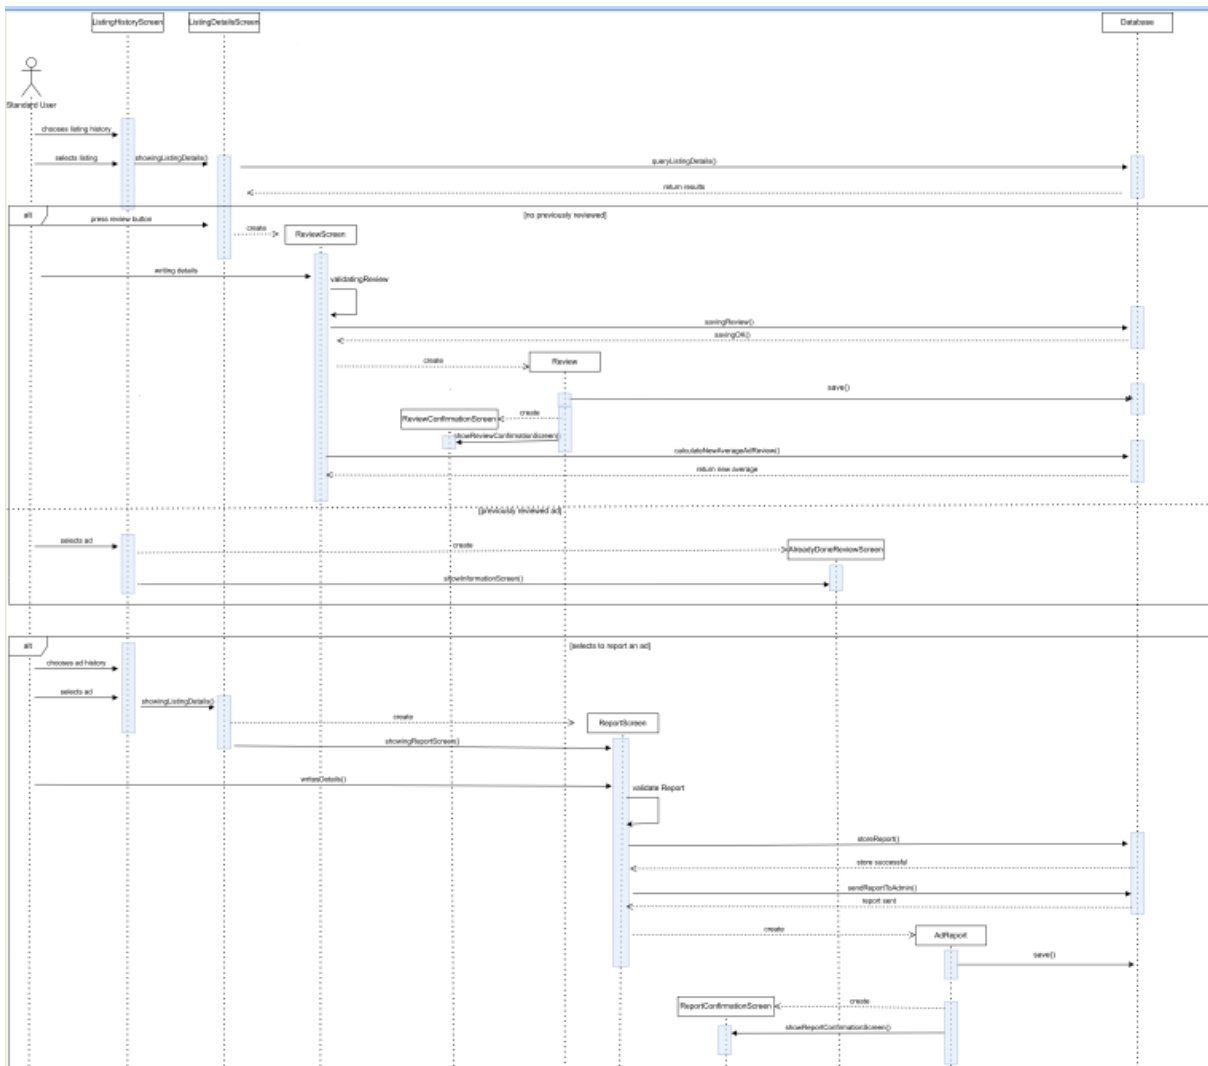 ListingHistoryScreen
ListingDetailsScreen
Database
Standard User
chooses listing history
selects listing
showingListingDetails()
queryListingDetails()
return results
alt
[no previously reviewed]
press review button
create
ReviewScreen
writing details
validatingReview
savingReview()
savingOK()
create
Review
save()
ReviewConfirmationScreen
create
showReviewConfirmationScreen()
calculateNewAverageAdReview()
return new average
[previously reviewed ad]
selects ad
create
AlreadyDoneReviewScreen
showInformationScreen()
alt
[selects to report an ad]
chooses ad history
selects ad
showingListingDetails()
create
ReportScreen
showingReportScreen()
writesDetails()
validate Report
storeReport()
store successful
sendReportToAdmin()
report sent
create
AdReport
save()
ReportConfirmationScreen
create
showReportConfirmationScreen()